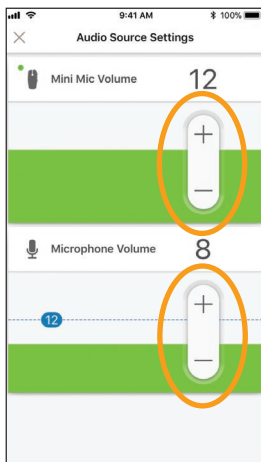 9:41 AM 100%
Audio Source Settings
Mini Mic Volume 12
+
−
Microphone Volume 8
+
12
−